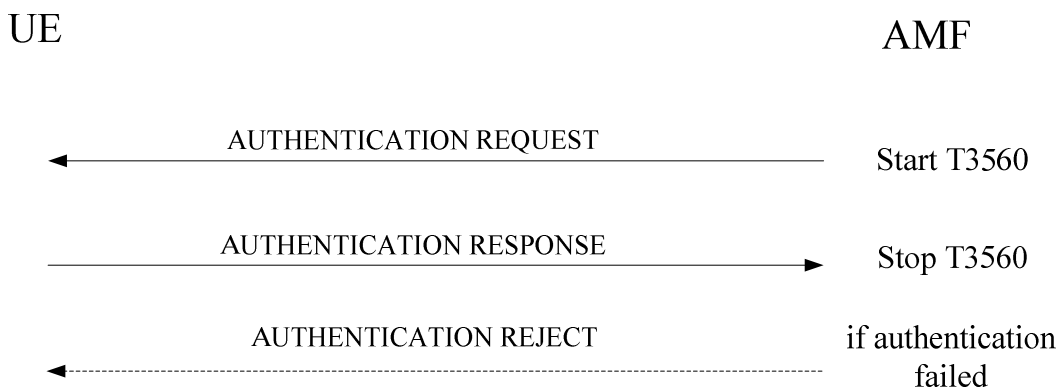 UE
AMF
AUTHENTICATION REQUEST
Start T3560
AUTHENTICATION RESPONSE
Stop T3560
AUTHENTICATION REJECT
if authentication
failed